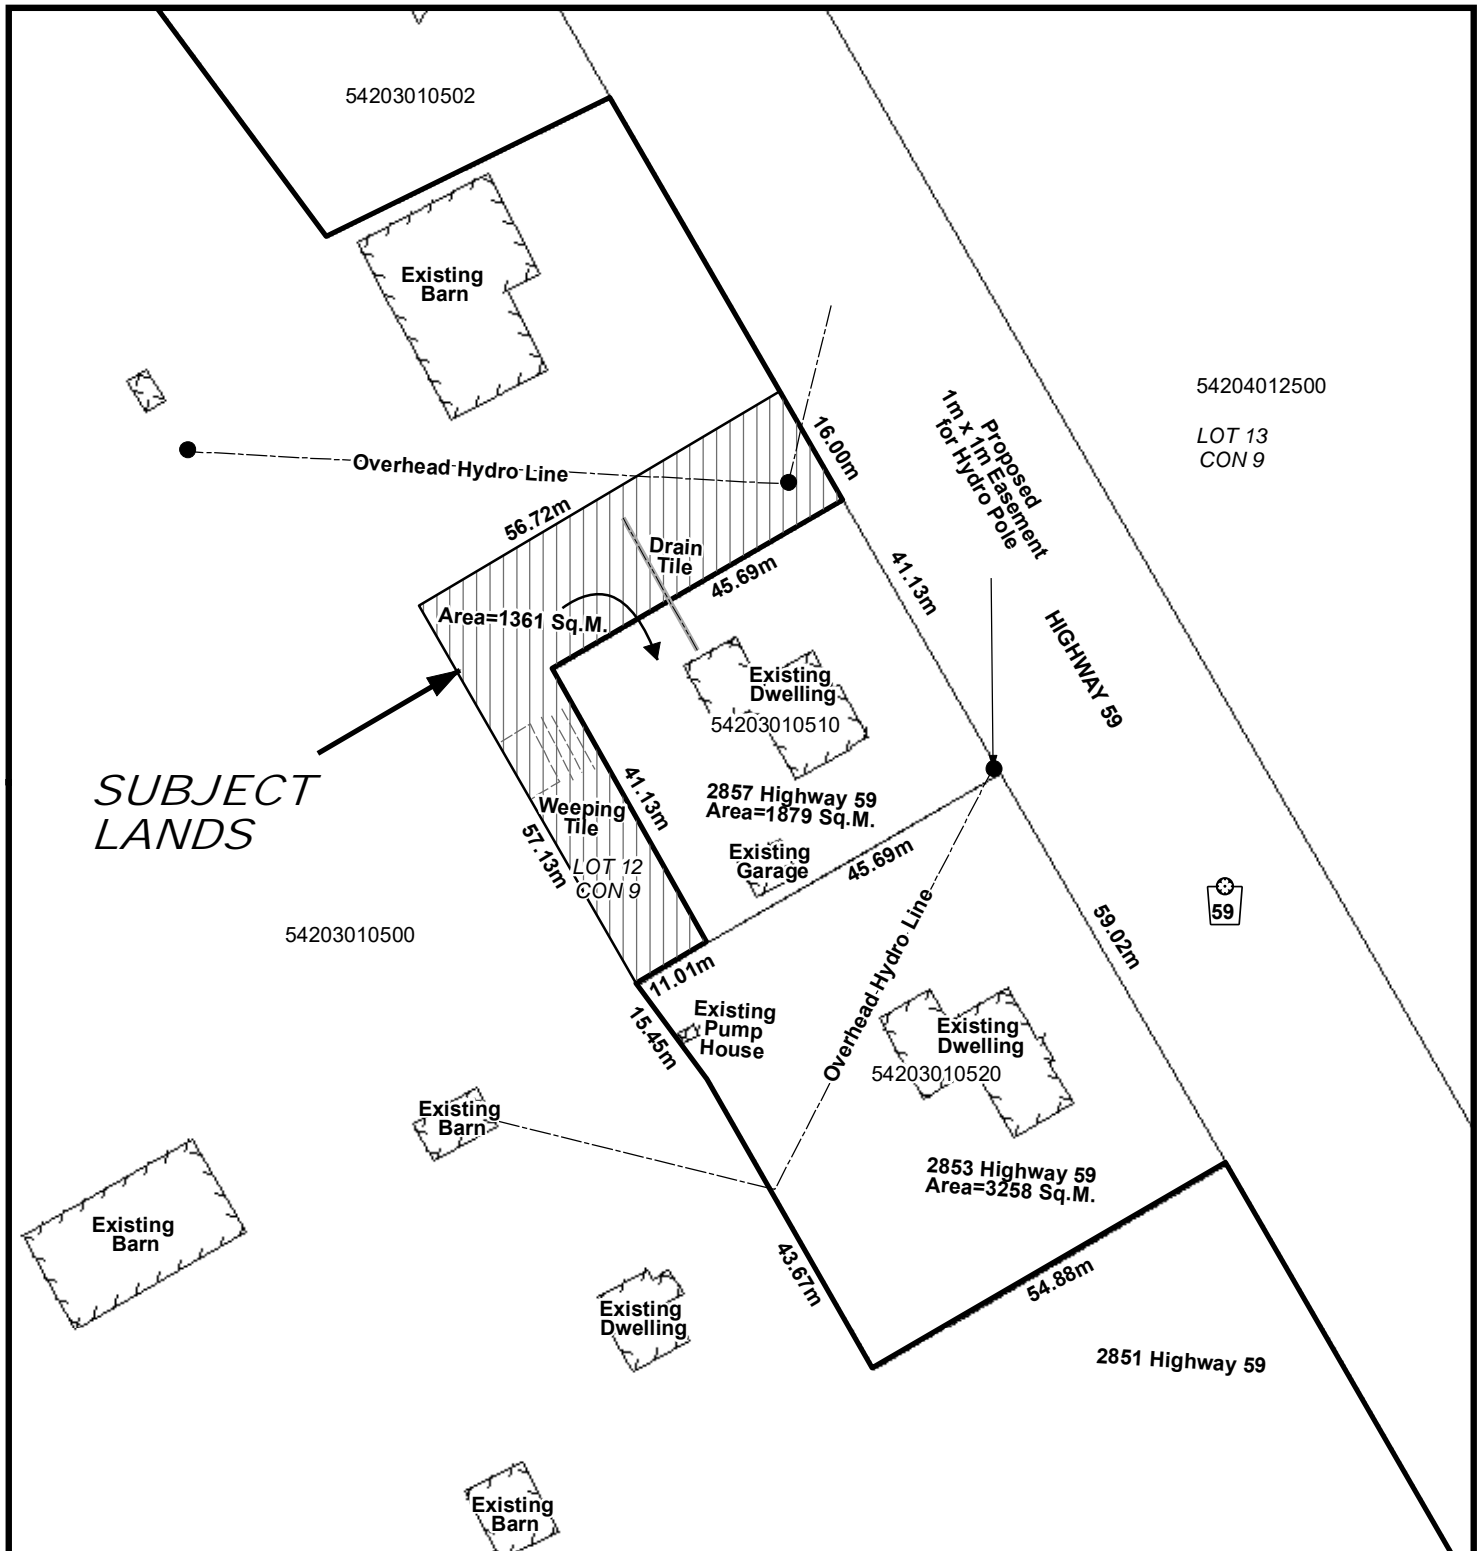 54203010502
Existing
Barn
54204012500
LOT 13
CON 9
Proposed
1m x 1m Easement
for Hydro Pole
16.00m
Overhead Hydro Line
56.72m
Drain
Tile
45.69m
41.13m
Area=1361 Sq.M.
HIGHWAY 59
Existing
Dwelling
54203010510
SUBJECT
LANDS
41.13m
2857 Highway 59
Area=1879 Sq.M.
Weeping
Tile
57.13m
LOT 12
CON 9
Existing
Garage
45.69m
59
54203010500
59.02m
Overhead Hydro Line
11.01m
15.45m
Existing
Pump
House
Existing
Dwelling
54203010520
Existing
Barn
2853 Highway 59
Area=3258 Sq.M.
Existing
Barn
43.67m
54.88m
Existing
Dwelling
2851 Highway 59
Existing
Barn